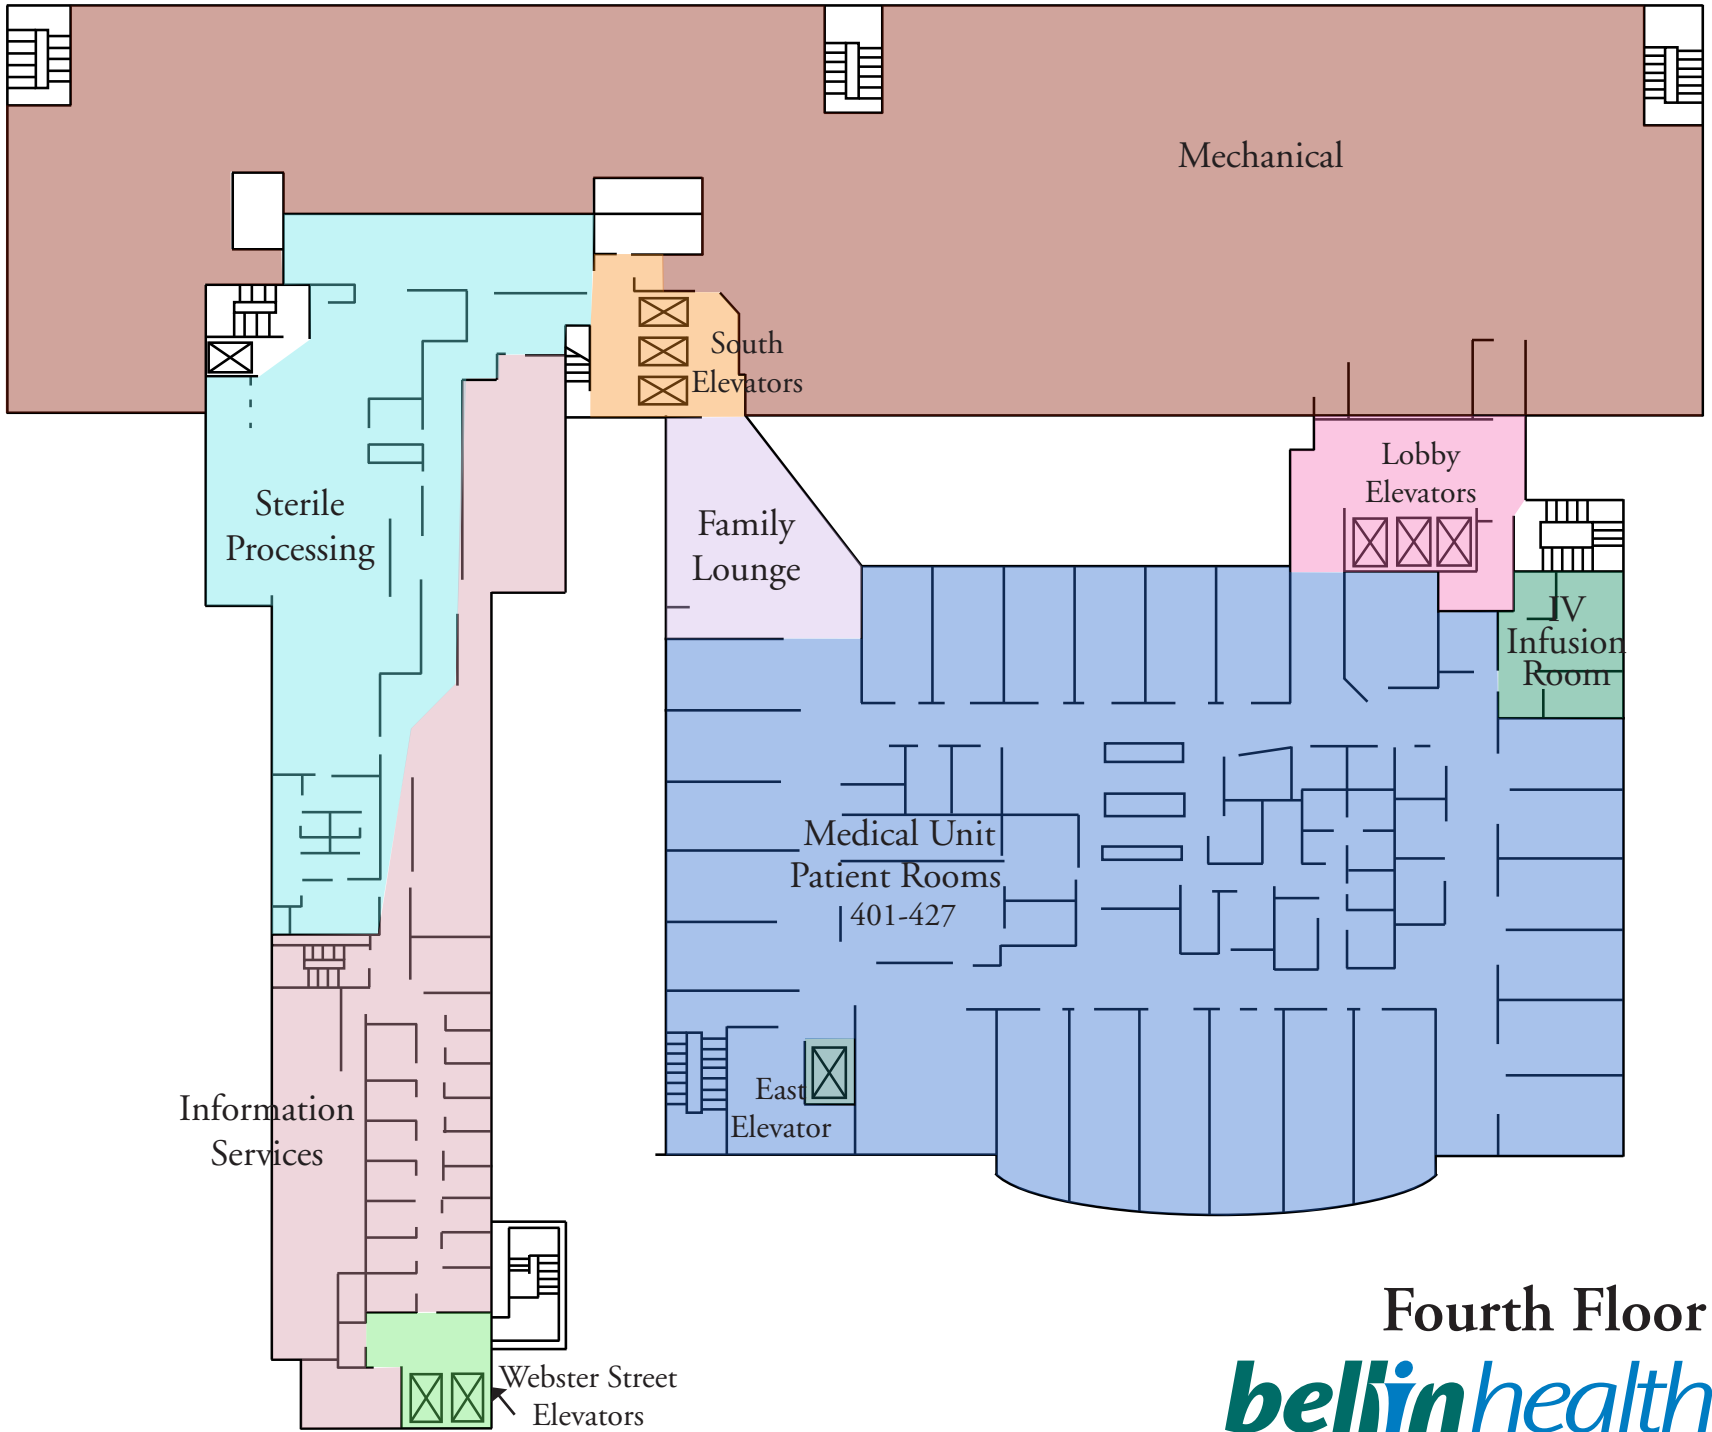 Mechanical
South
Elevators
Lobby
Elevators
Sterile
Processing
Family
Lounge
IV
Infusion
Room
Medical Unit
Patient Rooms
401-427
East
Elevator
Information
Services
Fourth Floor
Webster Street
Elevators
bellinhealth